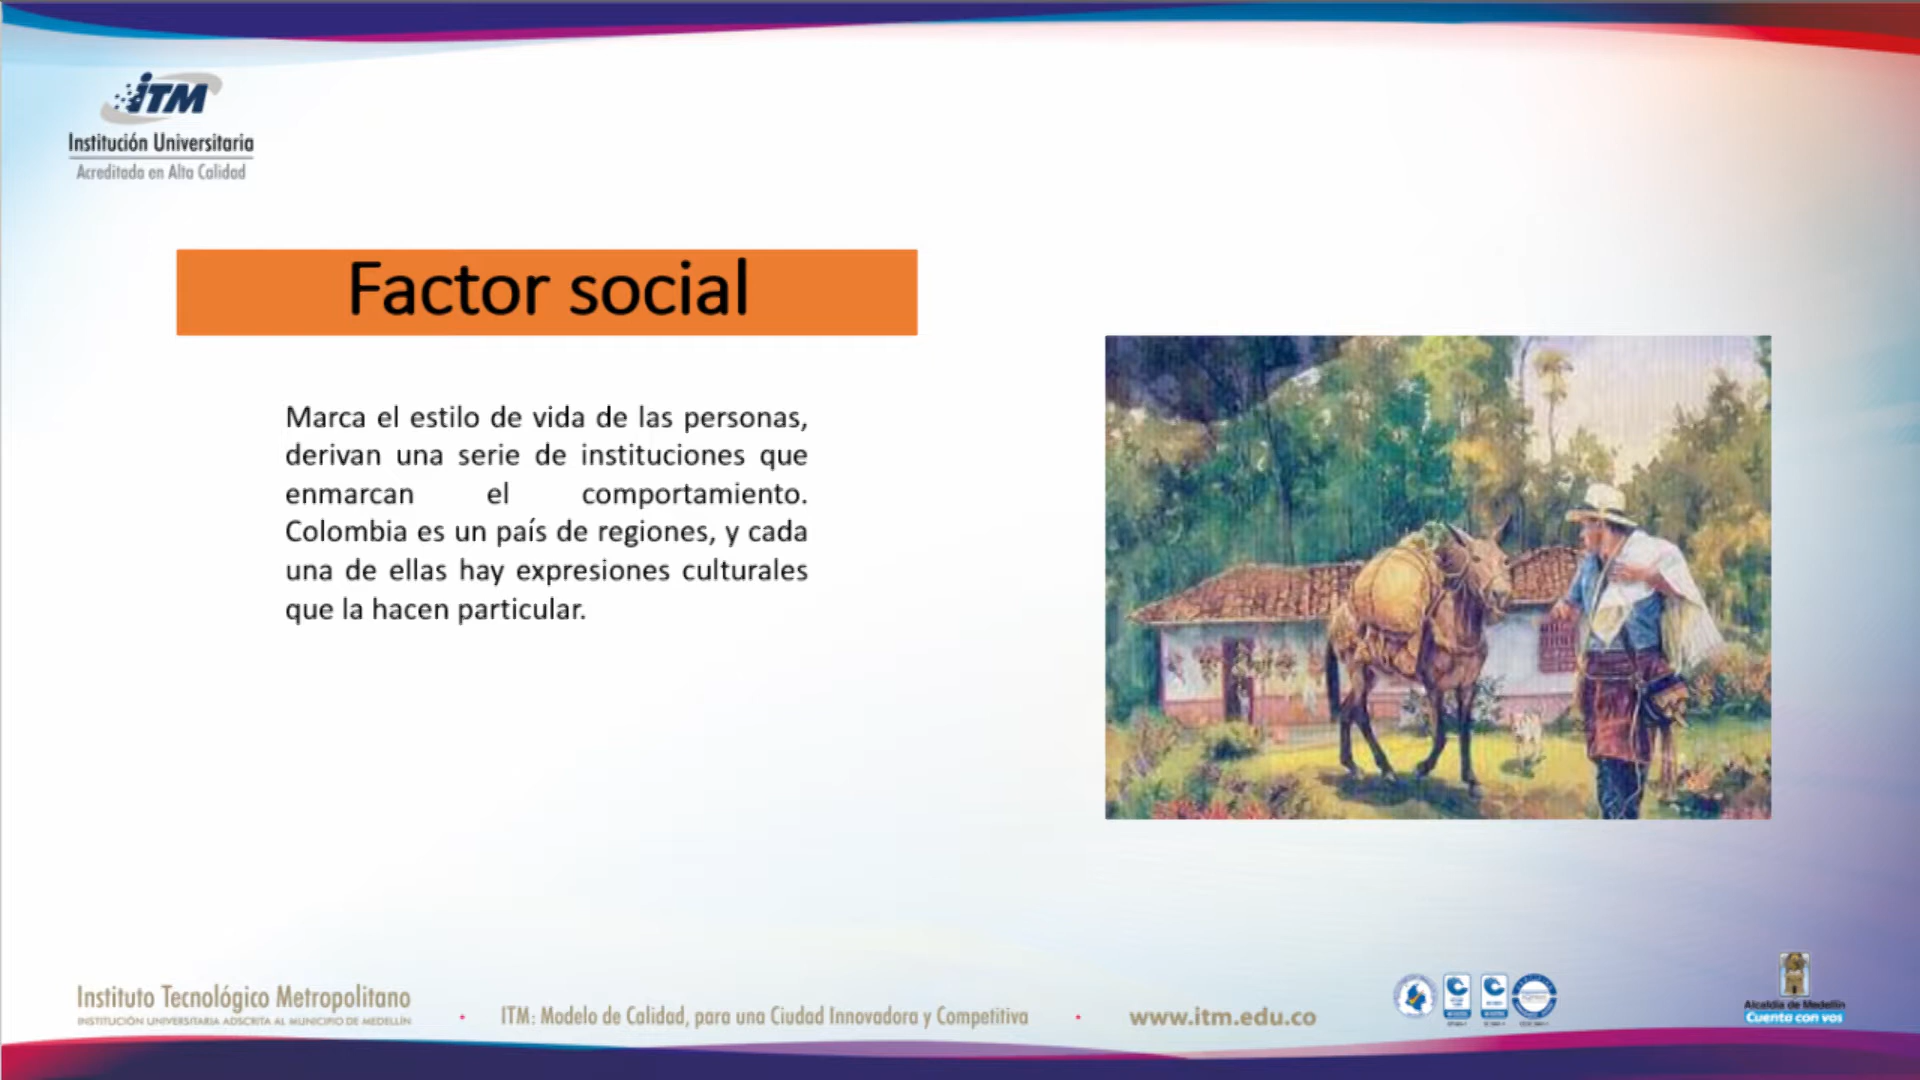 iTM
Institución Universitaria
Acreditada en Alta Calidad
Factor social
Marca el estilo de vida de las personas,
derivan una serie de instituciones que
enmarcan el comportamiento.
Colombia es un país de regiones, y cada
una de ellas hay expresiones culturales
que la hacen particular.
Instituto Tecnológico Metropolitano
INSTITUCIÓN UNIVERSITARIA ADSCRITA AL MUNICIPIO DE MEDELLÍN
ITM: Modelo de Calidad, para una Ciudad Innovadora y Competitiva
www.itm.edu.co
Alcaldía de Medellín
Cuenta con vos